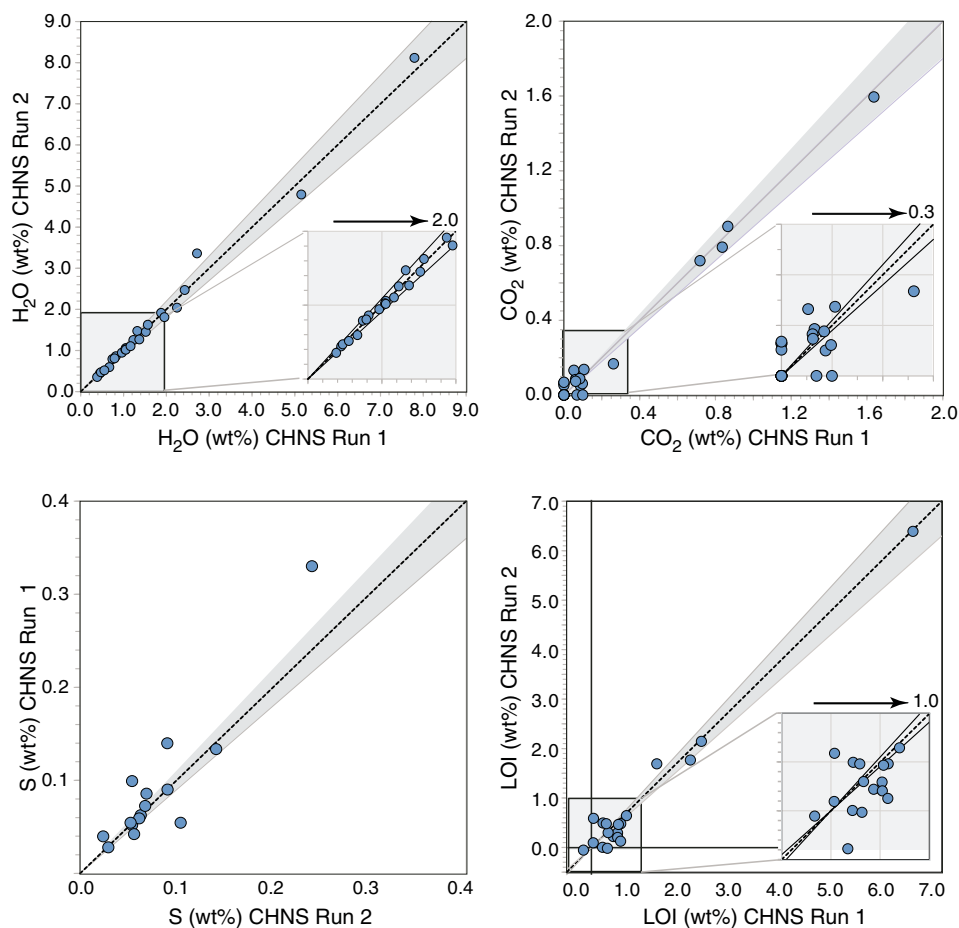 9.0
8.0
7.0
6.0
5.0
4.0
3.0
2.0
1.0
0.0
H2O (wt%) CHNS Run 2
2.0
0.0 1.0 2.0 3.0 4.0 5.0 6.0 7.0 8.0 9.0
H2O (wt%) CHNS Run 1
2.0
1.6
1.2
0.8
0.4
0.0
CO2 (wt%) CHNS Run 2
0.3
0.0 0.4 0.8 1.2 1.6 2.0
CO2 (wt%) CHNS Run 1
0.4
0.3
0.2
0.1
S (wt%) CHNS Run 1
0.0 0.1 0.2 0.3 0.4
S (wt%) CHNS Run 2
7.0
6.0
5.0
4.0
3.0
2.0
1.0
0.0
LOI (wt%) CHNS Run 2
1.0
0.0 1.0 2.0 3.0 4.0 5.0 6.0 7.0
LOI (wt%) CHNS Run 1